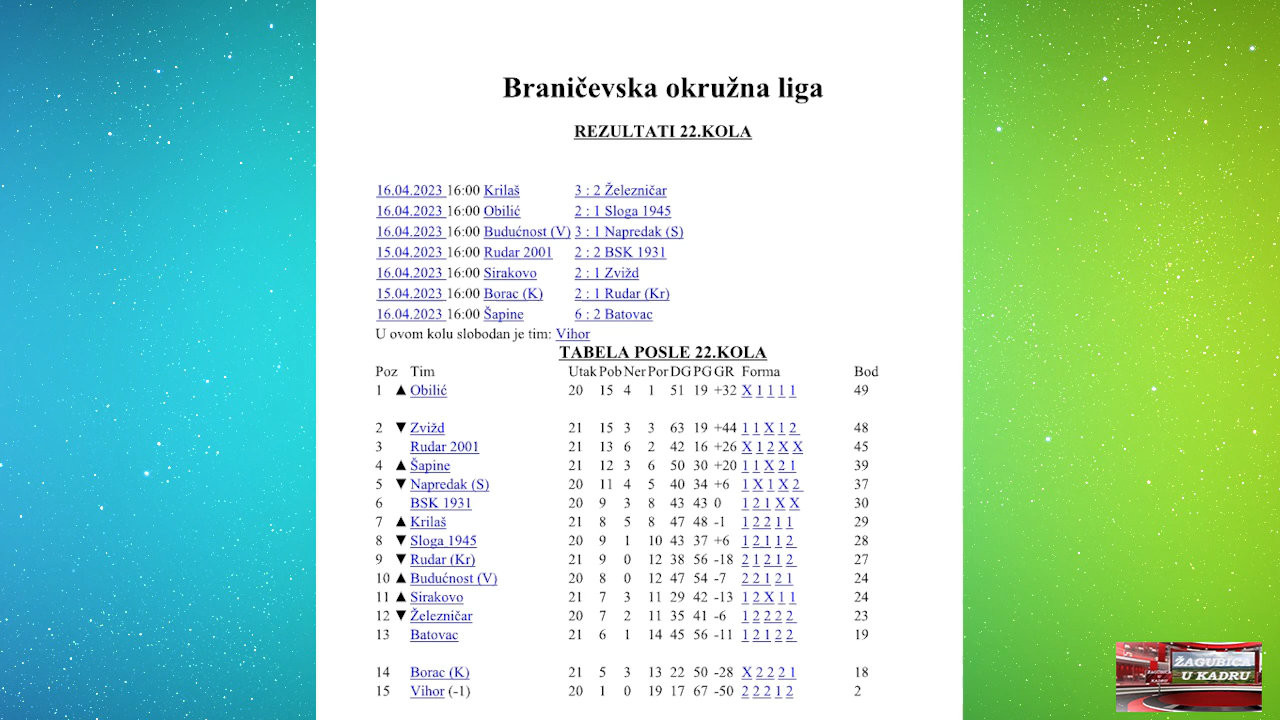 Braničevska okružna liga
REZULTATI 22.KOLA
16.04.2023 16:00 Krilaš 3 : 2 Železničar
16.04.2023 16:00 Obilić 2 : 1 Sloga 1945
16.04.2023 16:00 Budućnost (V) 3 : 1 Napredak (S)
15.04.2023 16:00 Rudar 2001 2 : 2 BSK 1931
16.04.2023 16:00 Sirakovo 2 : 1 Zvižd
15.04.2023 16:00 Borac (K) 2 : 1 Rudar (Kr)
16.04.2023 16:00 Šapine 6 : 2 Batovac
U ovom kolu slobodan je tim: Vihor
TABELA POSLE 22.KOLA
Poz Tim Utak Pob Ner Por DG PG GR Forma Bod
1 ▲ Obilić 20 15 4 1 51 19 +32 X 1 1 1 1 49
2 ▼ Zvižd 21 15 3 3 63 19 +44 1 1 X 1 2 48
3 Rudar 2001 21 13 6 2 42 16 +26 X 1 2 X X 45
4 ▲ Šapine 21 12 3 6 50 30 +20 1 1 X 2 1 39
5 ▼ Napredak (S) 20 11 4 5 40 34 +6 1 X 1 X 2 37
6 BSK 1931 20 9 3 8 43 43 0 1 2 1 X X 30
7 ▲ Krilaš 21 8 5 8 47 48 -1 1 2 2 1 1 29
8 ▼ Sloga 1945 20 9 1 10 43 37 +6 1 2 1 1 2 28
9 ▼ Rudar (Kr) 21 9 0 12 38 56 -18 2 1 2 1 2 27
10 ▲ Budućnost (V) 20 8 0 12 47 54 -7 2 2 1 2 1 24
11 ▲ Sirakovo 21 7 3 11 29 42 -13 1 2 X 1 1 24
12 ▼ Železničar 20 7 2 11 35 41 -6 1 2 2 2 2 23
13 Batovac 21 6 1 14 45 56 -11 1 2 1 2 2 19
14 Borac (K) 21 5 3 13 22 50 -28 X 2 2 2 1 18
15 Vihor (-1) 20 1 0 19 17 67 -50 2 2 2 1 2 2
ŽAGUBICA
U KADRU
ŽAGUBICA
U KADRU